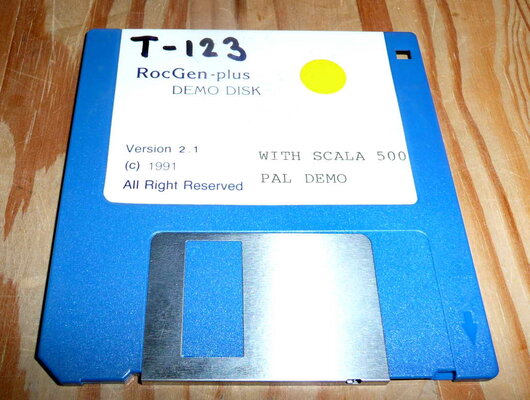 T-123
RocGen-plus
DEMO DISK
Version 2.1
(c) 1991
All Right Reserved
WITH SCALA 500
PAL DEMO